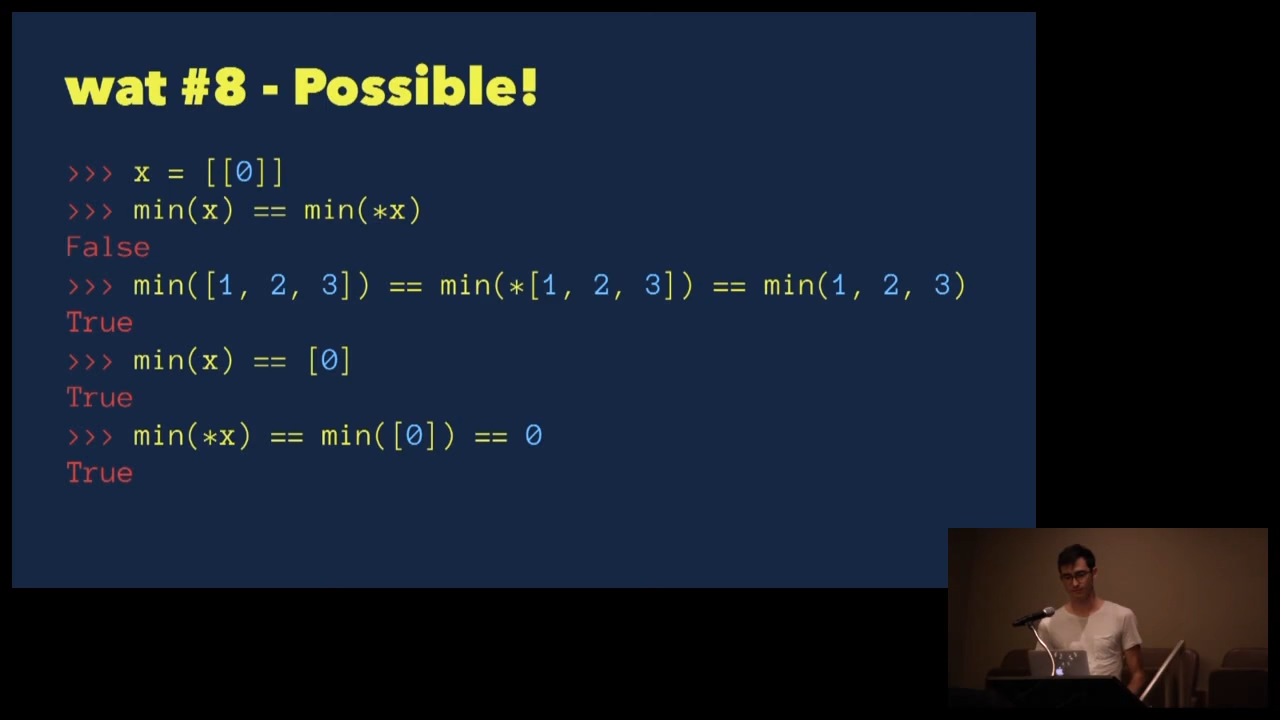 wat #8 - Possible!
>>> x = [[0]]
>>> min(x) == min(*x)
False
>>> min([1, 2, 3]) == min(*[1, 2, 3]) == min(1, 2, 3)
True
>>> min(x) == [0]
True
>>> min(*x) == min([0]) == 0
True